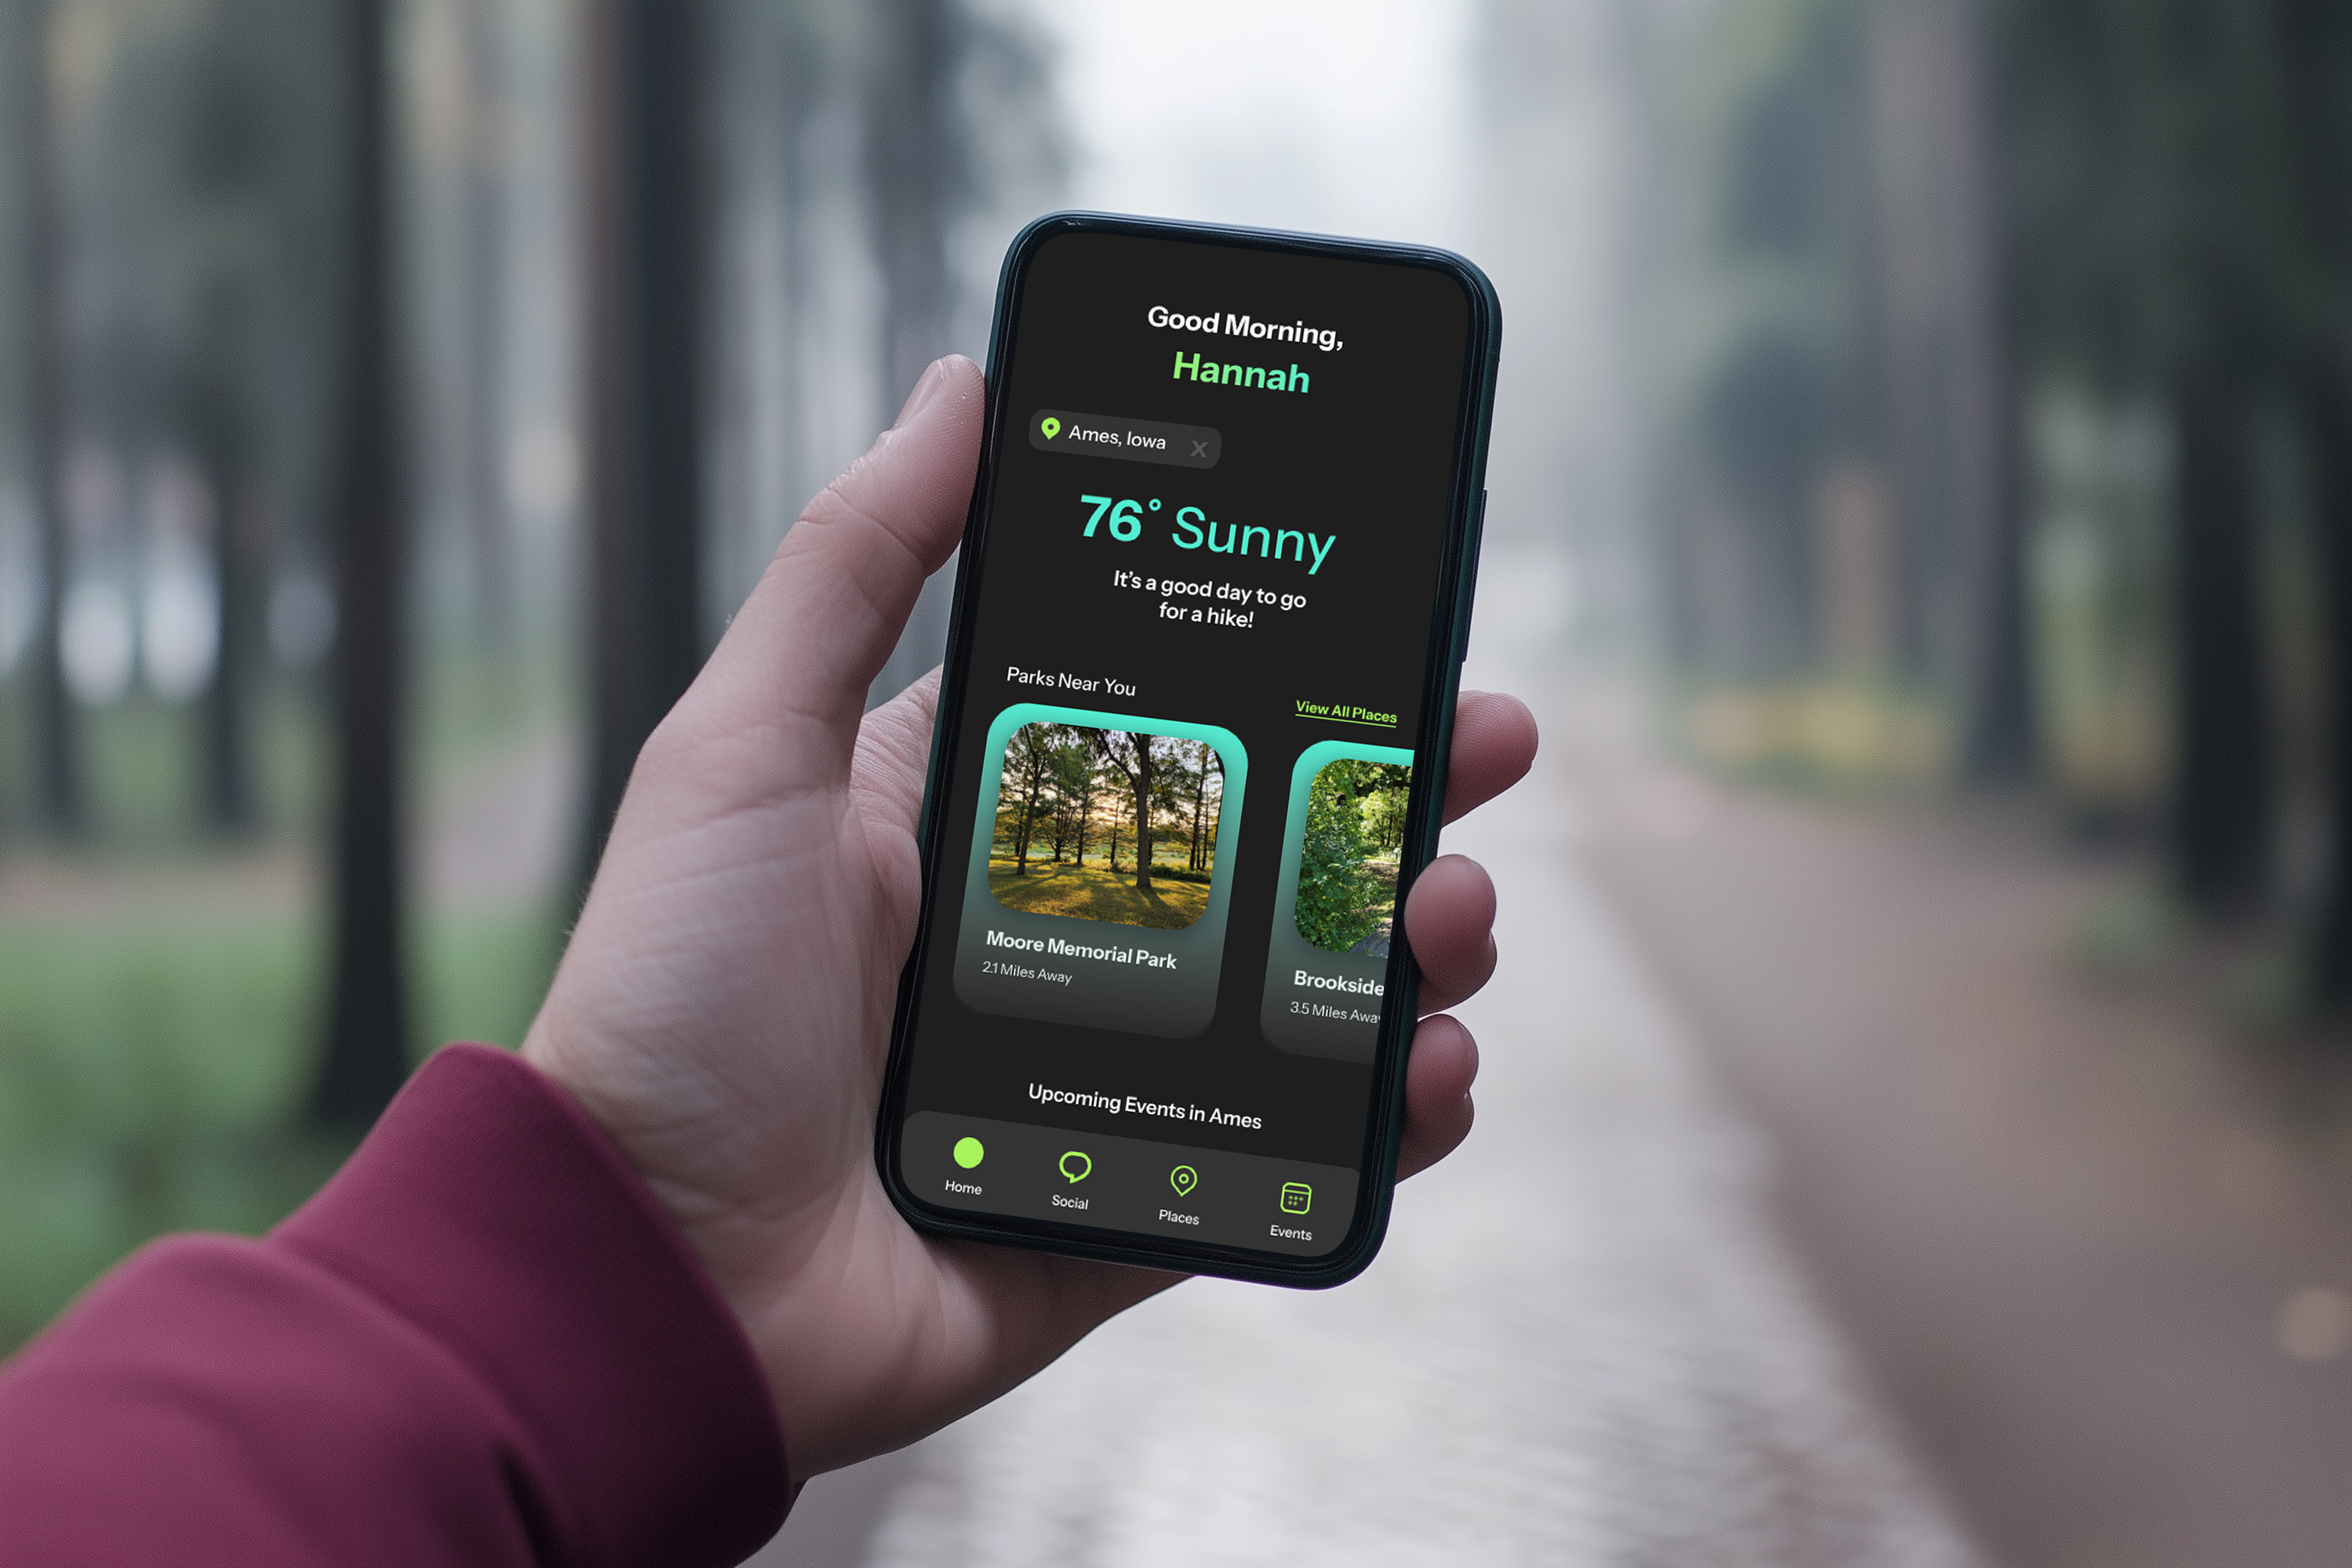 Good Morning,
Hannah
Ames, Iowa X
76° Sunny
It's a good day to go
for a hike!
Parks Near You
View All Places
Moore Memorial Park
2.1 Miles Away
Brookside
3.5 Miles Away
Upcoming Events in Ames
Home
Social
Places
Events